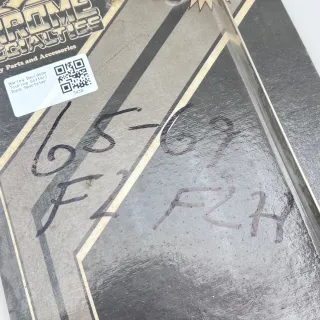 CHROME
SPECIALTIES
y Parts and Accessories
65-69
FL FLH